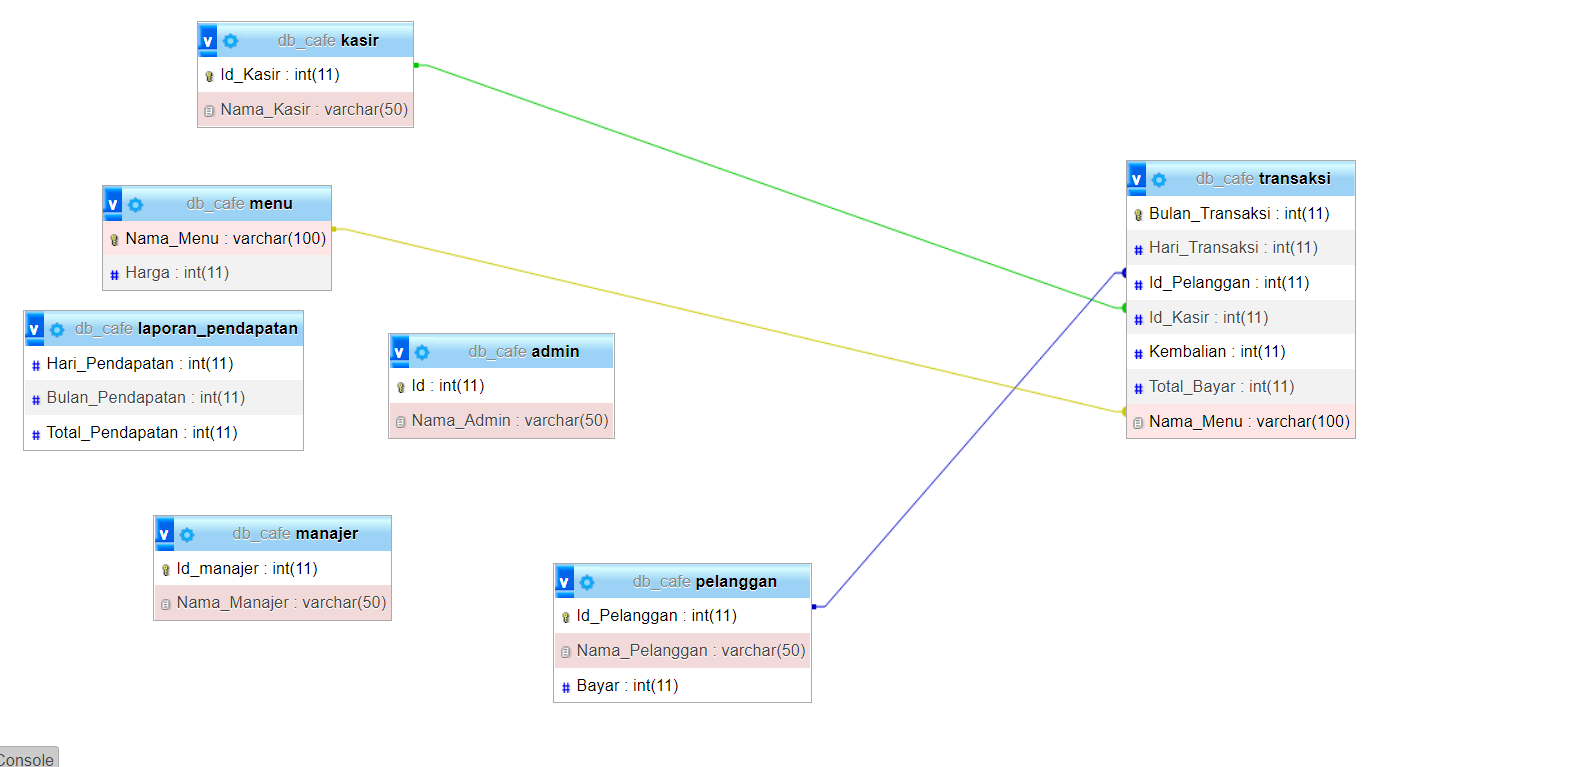 v db_cafe kasir
Id_Kasir : int(11)
Nama_Kasir : varchar(50)
v db_cafe menu
Nama_Menu : varchar(100)
# Harga : int(11)
v db_cafe laporan_pendapatan
# Hari_Pendapatan : int(11)
# Bulan_Pendapatan : int(11)
# Total_Pendapatan : int(11)
v db_cafe admin
Id : int(11)
Nama_Admin : varchar(50)
v db_cafe manajer
Id_manajer : int(11)
Nama_Manajer : varchar(50)
v db_cafe pelanggan
Id_Pelanggan : int(11)
Nama_Pelanggan : varchar(50)
# Bayar : int(11)
v db_cafe transaksi
Bulan_Transaksi : int(11)
# Hari_Transaksi : int(11)
# Id_Pelanggan : int(11)
# Id_Kasir : int(11)
# Kembalian : int(11)
# Total_Bayar : int(11)
Nama_Menu : varchar(100)
Console